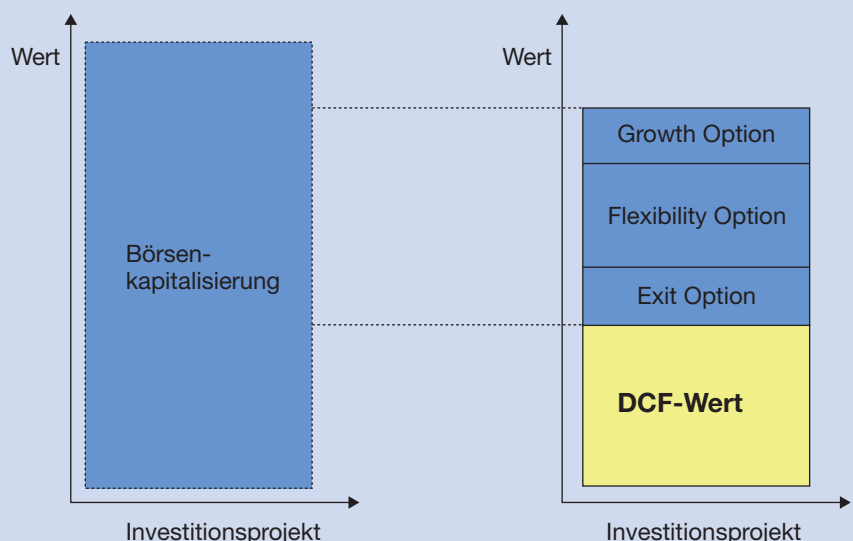 Wert
Börsen-
kapitalisierung
Investitionsprojekt
Wert
Growth Option
Flexibility Option
Exit Option
DCF-Wert
Investitionsprojekt